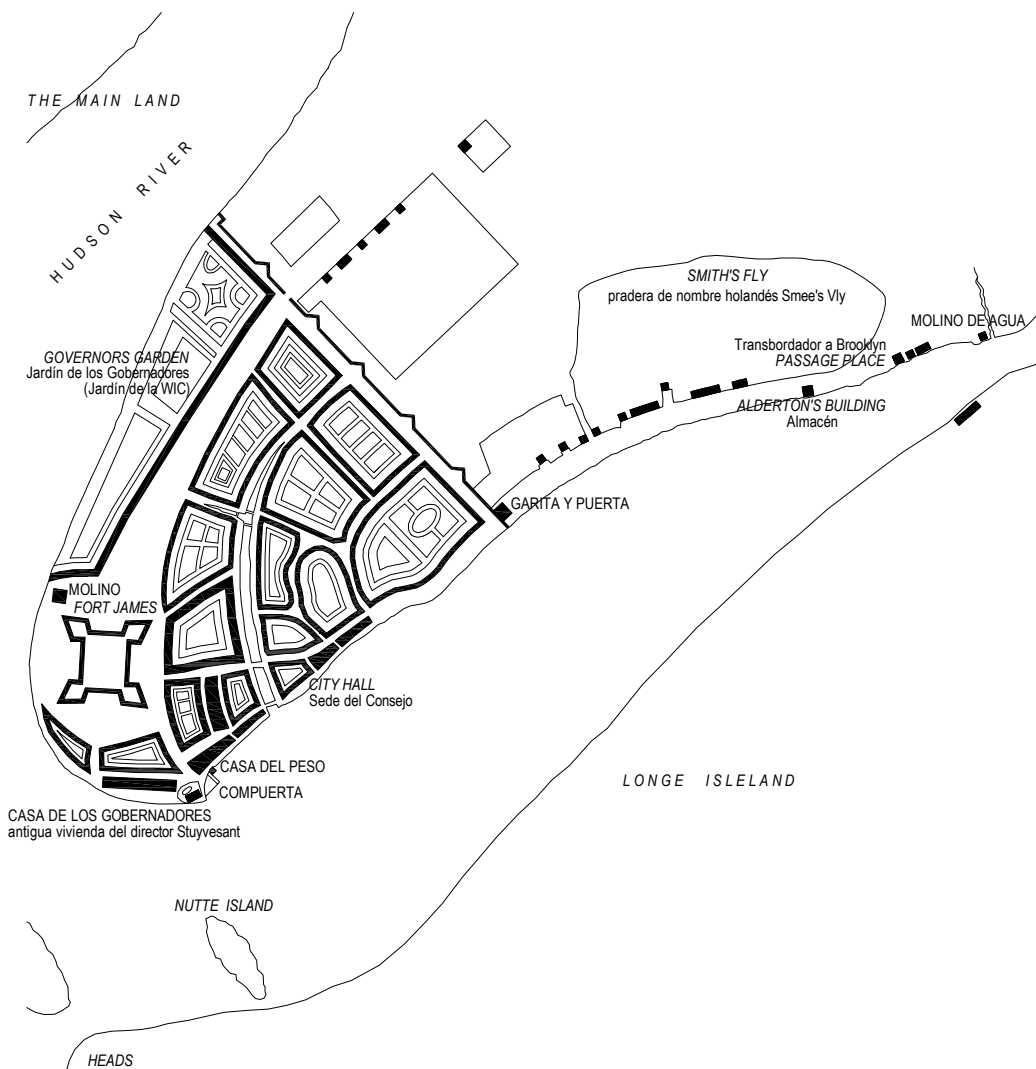 THE MAIN LAND
HUDSON RIVER
SMITH'S FLY
pradera de nombre holandés Smee's Vly
MOLINO DE AGUA
Transbordador a Brooklyn
PASSAGE PLACE
GOVERNORS GARDEN
Jardín de los Gobernadores
(Jardín de la WIC)
ALDERTON'S BUILDING
Almacén
GARITA Y PUERTA
MOLINO
FORT JAMES
CITY HALL
Sede del Consejo
CASA DEL PESO
LONGE ISLELAND
COMPUERTA
CASA DE LOS GOBERNADORES
antigua vivienda del director Stuyvesant
NUTTE ISLAND
HEADS